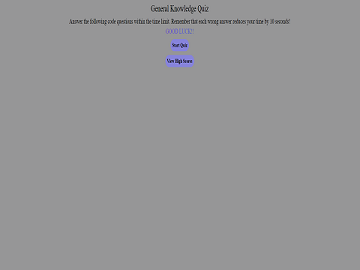 General Knowledge Quiz
Answer the following code questions within the time limit. Remember that each wrong answer reduces your time by 10 seconds!
Start Quiz
View High Scores